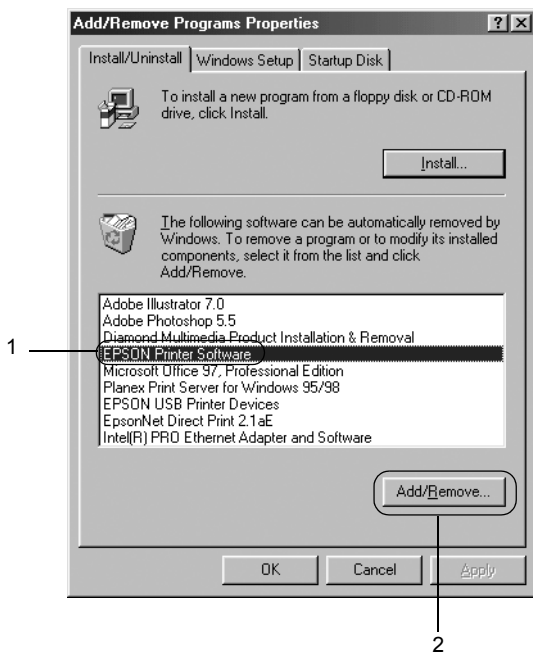 Add/Remove Programs Properties
Install/Uninstall Windows Setup Startup Disk
To install a new program from a floppy disk or CD-ROM
drive, click Install.
Install...
The following software can be automatically removed by
Windows. To remove a program or to modify its installed
components, select it from the list and click
Add/Remove.
Adobe Illustrator 7.0
Adobe Photoshop 5.5
Diamond Multimedia Product Installation & Removal
1 EPSON Printer Software
Microsoft Office 97, Professional Edition
Planex Print Server for Windows 95/98
EPSON USB Printer Devices
EpsonNet Direct Print 2.1aE
Intel(R) PRO Ethernet Adapter and Software
Add/Remove...
OK Cancel Apply
2